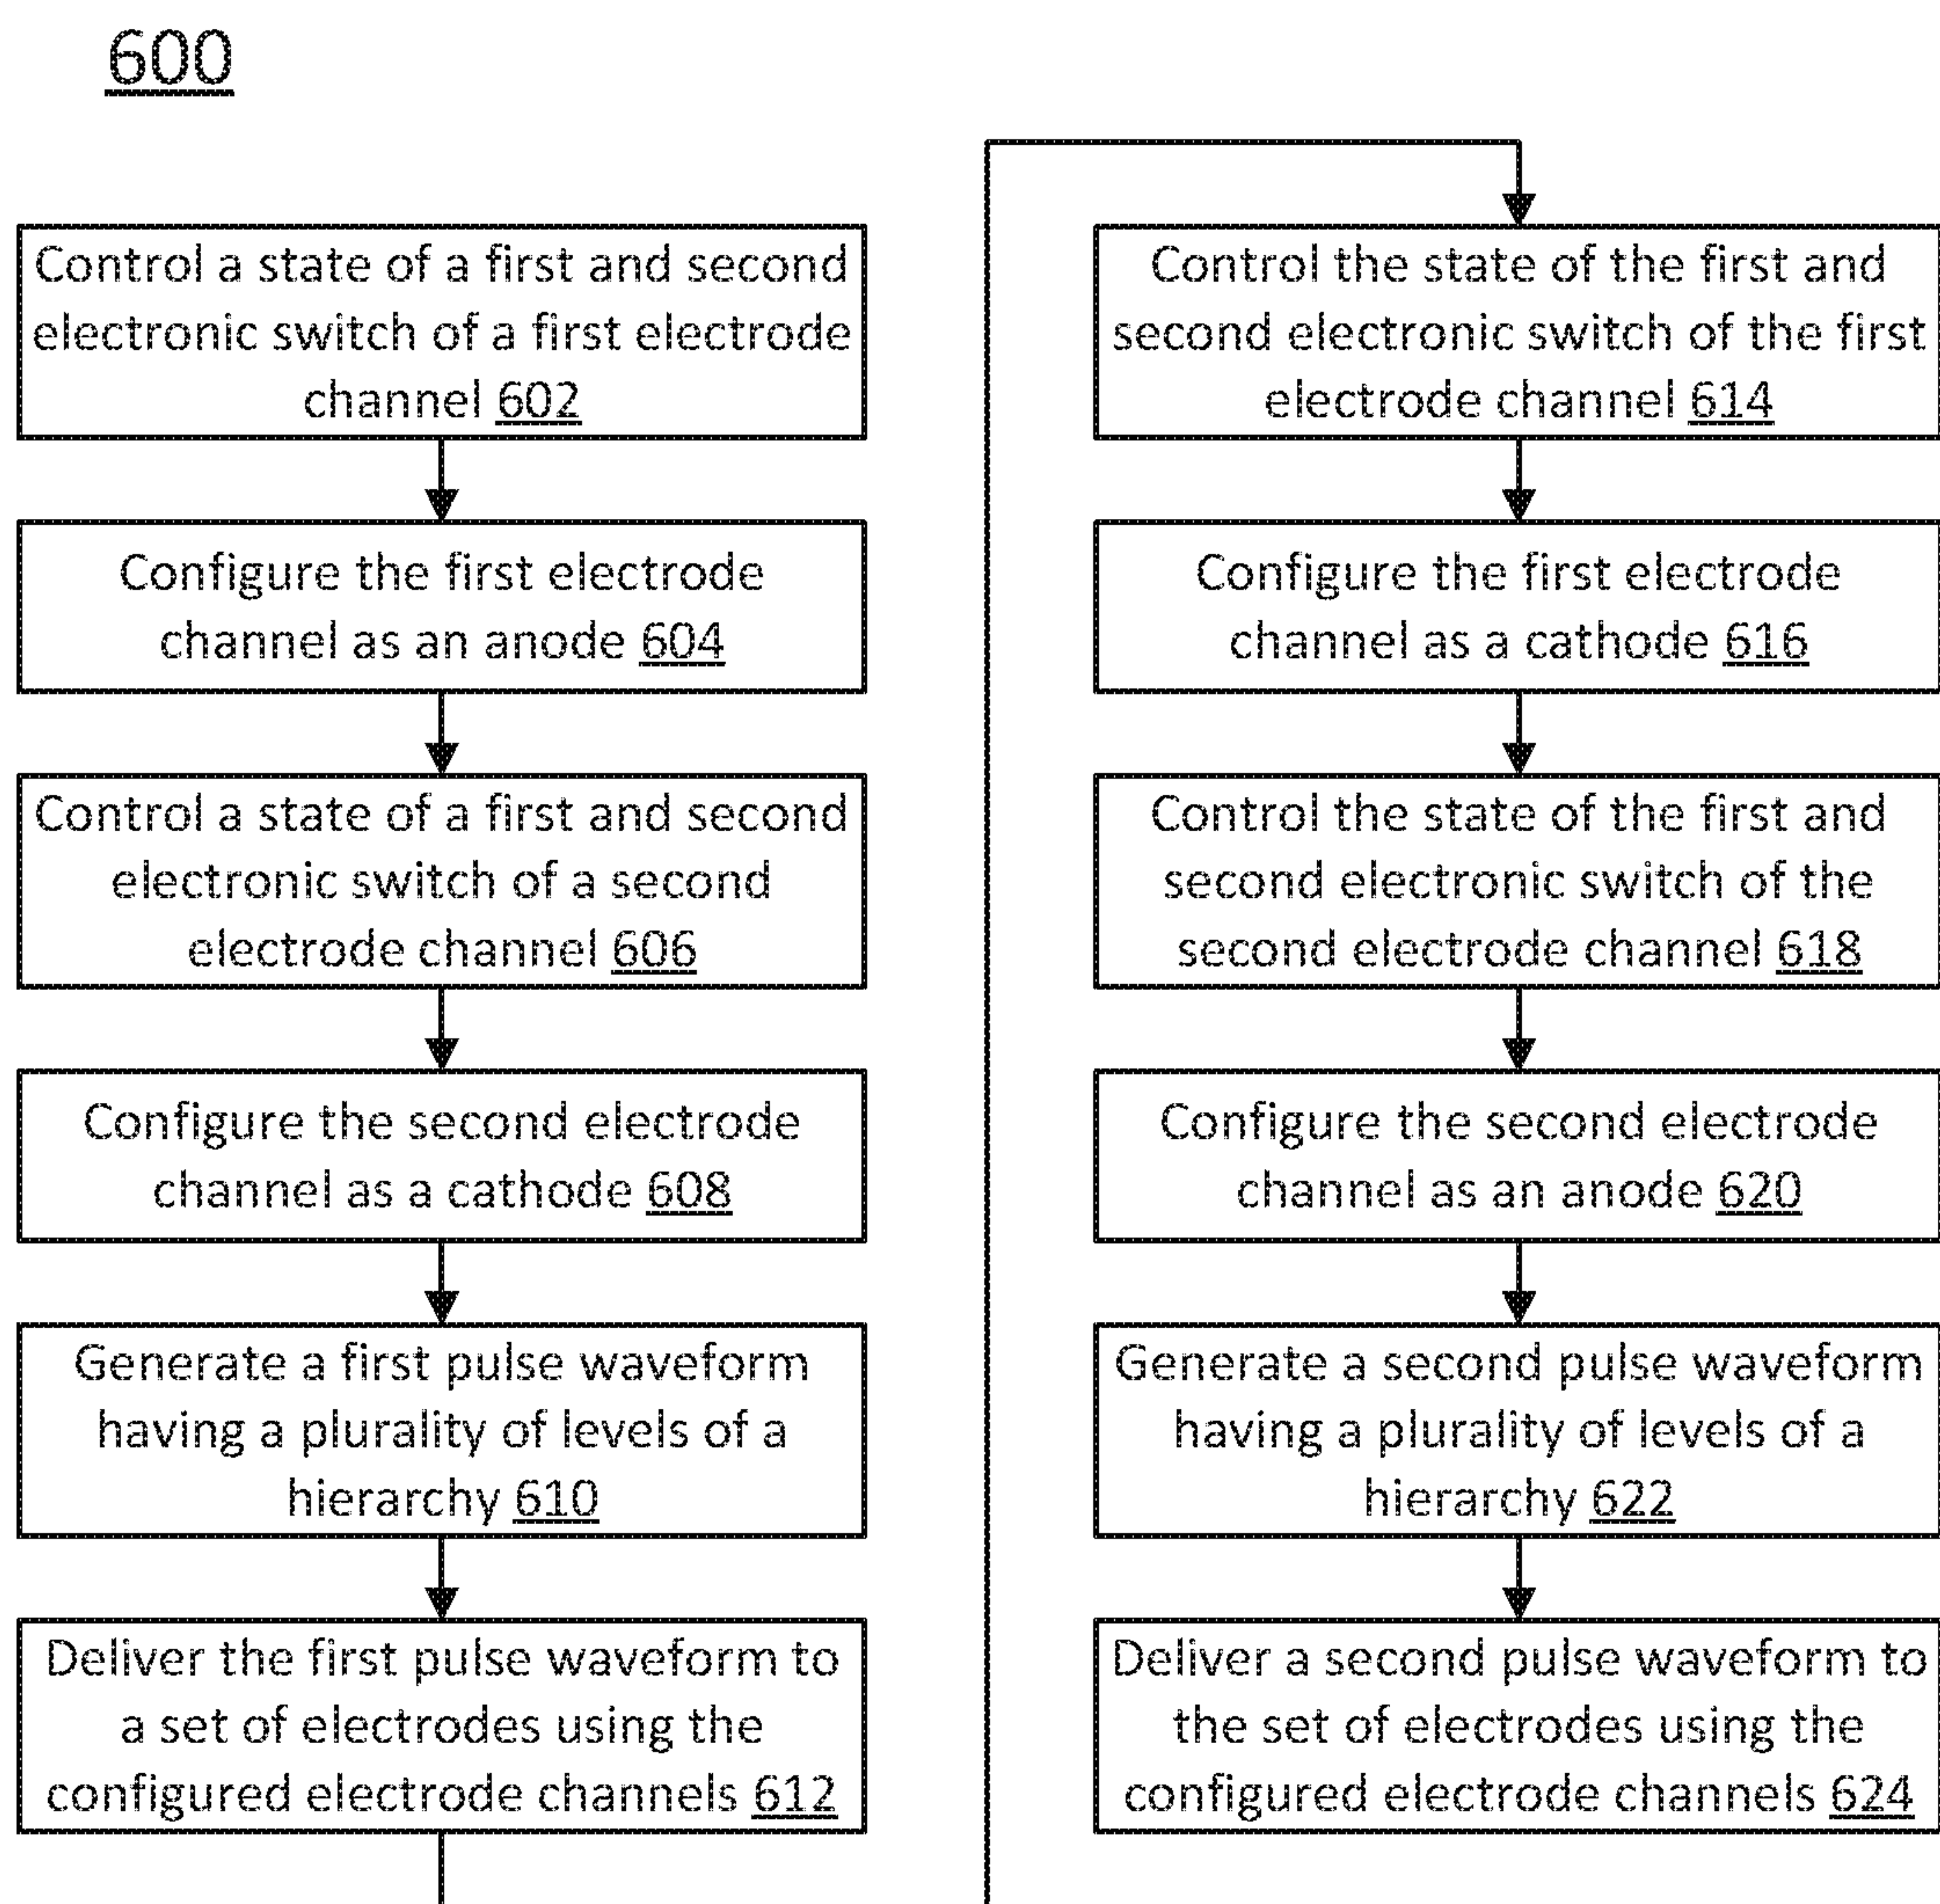 600
Control a state of a first and second
electronic switch of a first electrode
channel 602
Configure the first electrode
channel as an anode 604
Control a state of a first and second
electronic switch of a second
electrode channel 606
Configure the second electrode
channel as a cathode 608
Generate a first pulse waveform
having a plurality of levels of a
hierarchy 610
Deliver the first pulse waveform to
a set of electrodes using the
configured electrode channels 612
Control the state of the first and
second electronic switch of the first
electrode channel 614
Configure the first electrode
channel as a cathode 616
Control the state of the first and
second electronic switch of the
second electrode channel 618
Configure the second electrode
channel as an anode 620
Generate a second pulse waveform
having a plurality of levels of a
hierarchy 622
Deliver a second pulse waveform to
the set of electrodes using the
configured electrode channels 624